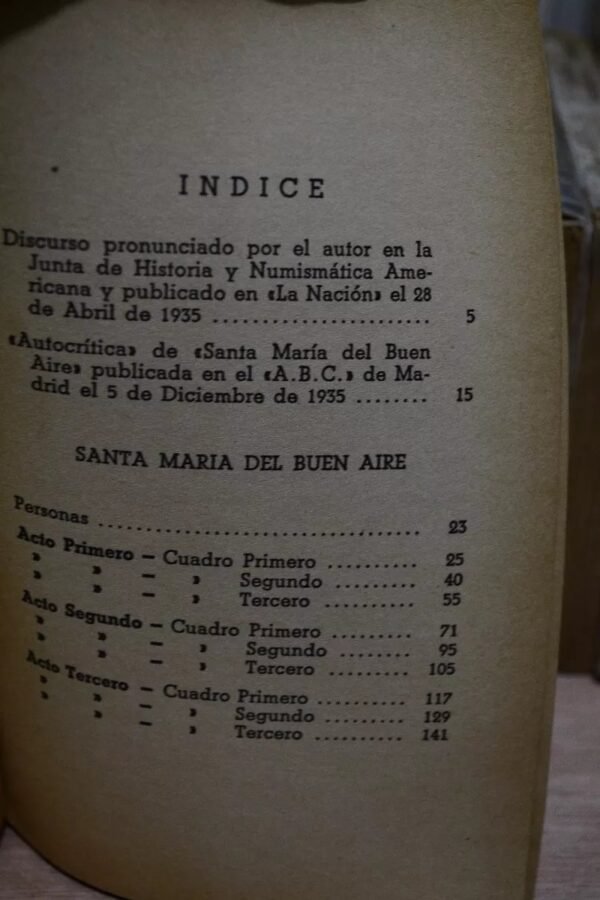 INDICE
Discurso pronunciado por el autor en la
Junta de Historia y Numismática Ame-
ricana y publicado en «La Nación» el 28
de Abril de 1935 ...................... 5
«Autocrítica» de «Santa María del Buen
Aire» publicada en el «A.B.C.» de Ma-
drid el 5 de Diciembre de 1935 ........ 15
SANTA MARIA DEL BUEN AIRE
Personas ................................ 23
Acto Primero — Cuadro Primero ......... 25
» » — » Segundo ........ 40
» » — » Tercero ......... 55
Acto Segundo — Cuadro Primero ........ 71
» » — » Segundo ....... 95
» » — » Tercero ........ 105
Acto Tercero — Cuadro Primero ......... 117
» » — » Segundo ........ 129
» » — » Tercero ......... 141